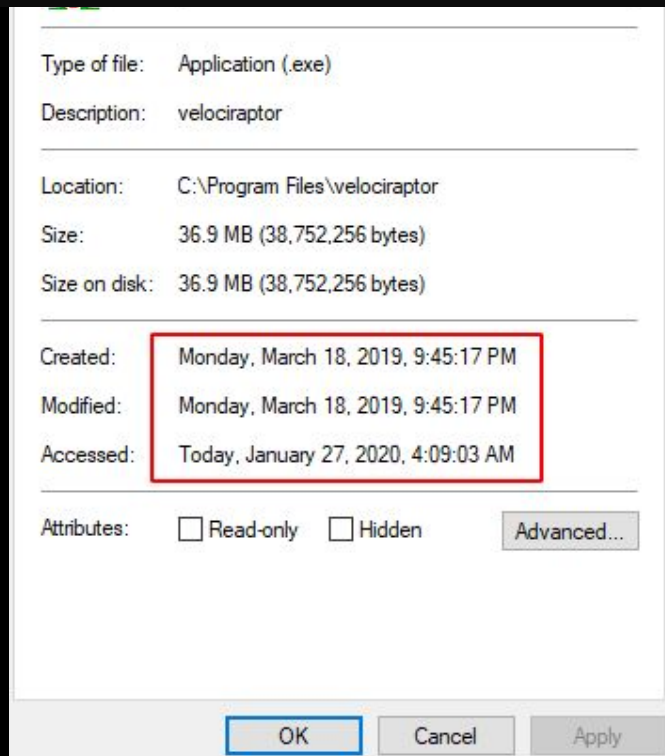 Type of file: Application (.exe)
Description: velociraptor
Location: C:\Program Files\velociraptor
Size: 36.9 MB (38,752,256 bytes)
Size on disk: 36.9 MB (38,752,256 bytes)
Created: Monday, March 18, 2019, 9:45:17 PM
Modified: Monday, March 18, 2019, 9:45:17 PM
Accessed: Today, January 27, 2020, 4:09:03 AM
Attributes: Read-only Hidden Advanced...
OK Cancel Apply